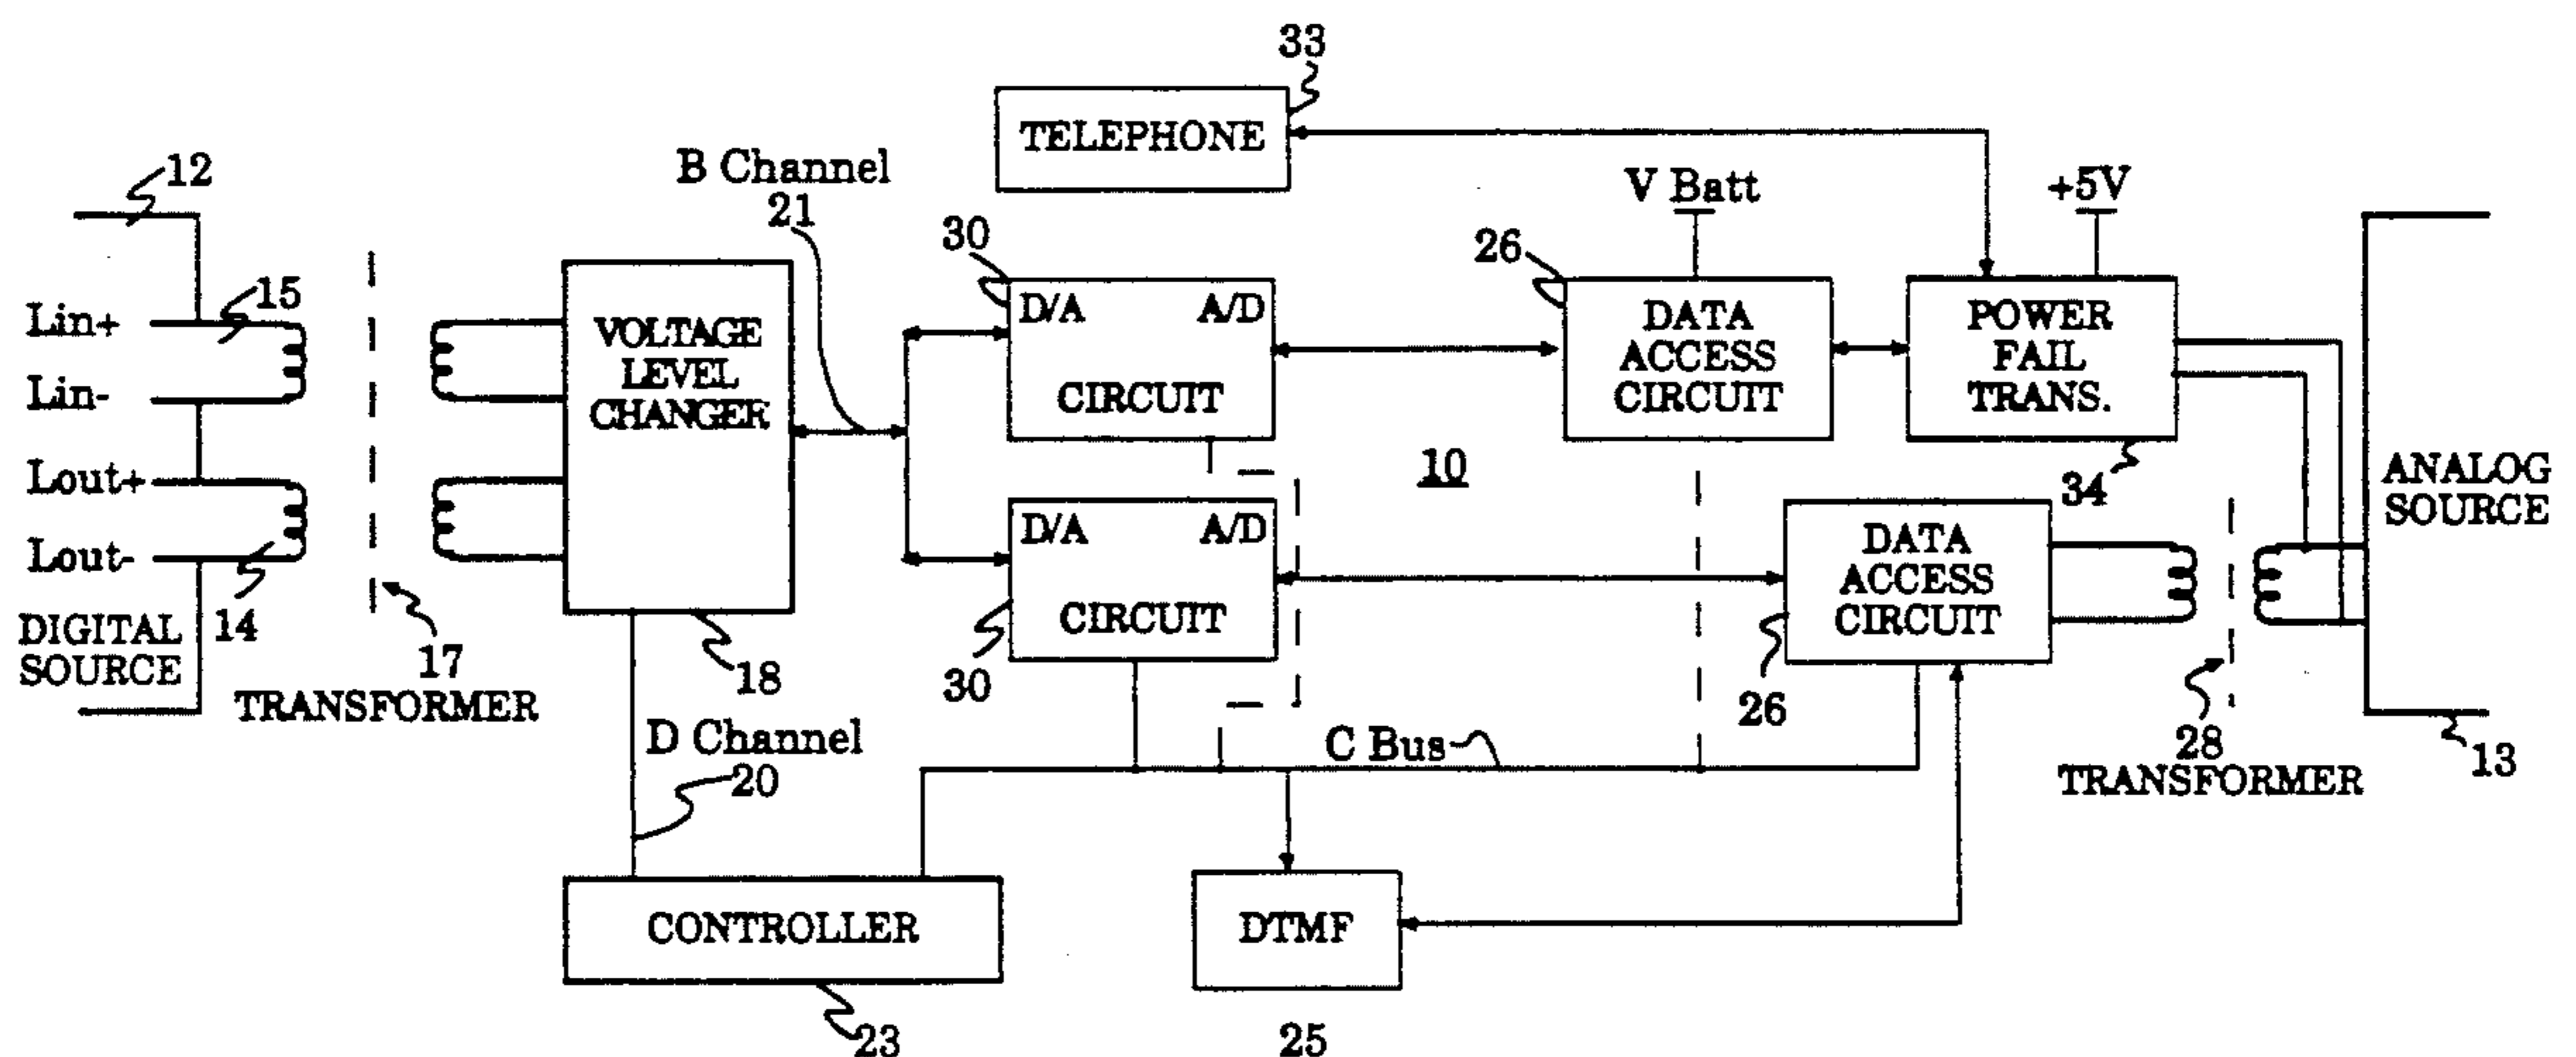 33
TELEPHONE
12
B Channel
21
V Batt
+5V
30
26
15
Lin+
Lin-
Lout+
Lout-
14
DIGITAL
SOURCE
17
TRANSFORMER
VOLTAGE
LEVEL
CHANGER
18
D/A A/D
CIRCUIT
DATA
ACCESS
CIRCUIT
POWER
FAIL
TRANS.
34
10
ANALOG
SOURCE
D/A A/D
CIRCUIT
30
DATA
ACCESS
CIRCUIT
26
28
TRANSFORMER
13
D Channel
20
C Bus
CONTROLLER
23
DTMF
25